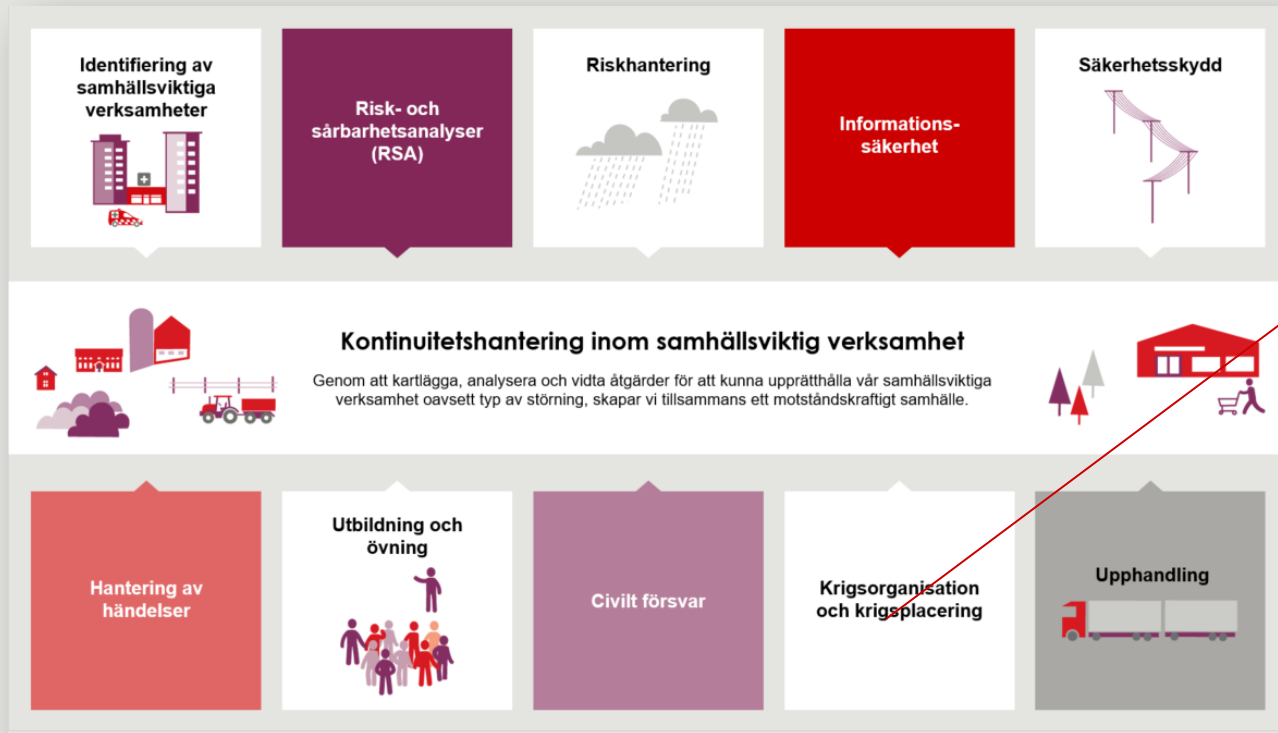 Identifiering av
samhällsviktiga
verksamheter
Risk- och
sårbarhetsanalyser
(RSA)
Riskhantering
Informations-
säkerhet
Säkerhetsskydd
Kontinuitetshantering inom samhällsviktig verksamhet
Genom att kartlägga, analysera och vidta åtgärder för att kunna upprätthålla vår samhällsviktiga
verksamhet oavsett typ av störning, skapar vi tillsammans ett motståndskraftigt samhälle.
Hantering av
händelser
Utbildning och
övning
Civilt försvar
Krigsorganisation
och krigsplacering
Upphandling